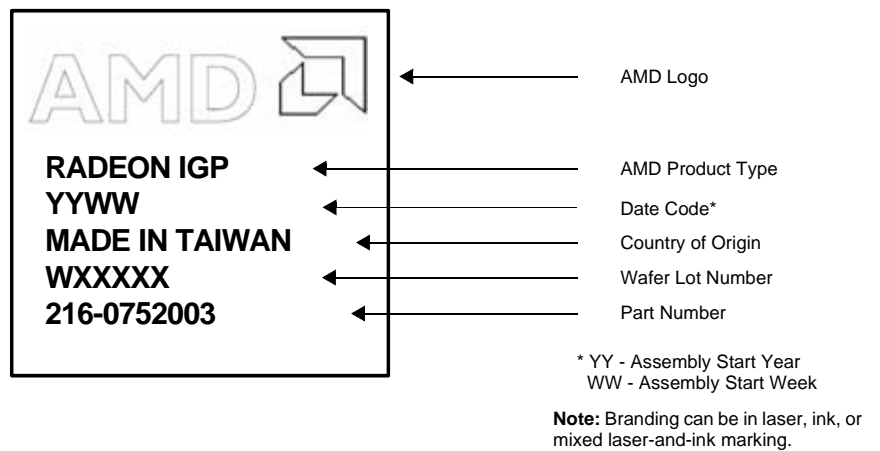 AMD
AMD Logo
RADEON IGP
AMD Product Type
YYWW
Date Code*
MADE IN TAIWAN
Country of Origin
WXXXXX
Wafer Lot Number
216-0752003
Part Number
* YY - Assembly Start Year
WW - Assembly Start Week
Note: Branding can be in laser, ink, or
mixed laser-and-ink marking.